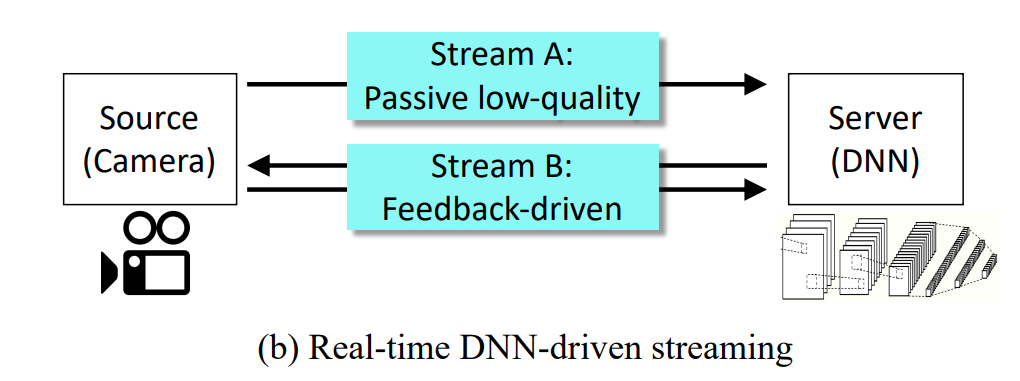 Stream A:
Passive low-quality
Source
(Camera)
Server
(DNN)
Stream B:
Feedback-driven
(b) Real-time DNN-driven streaming